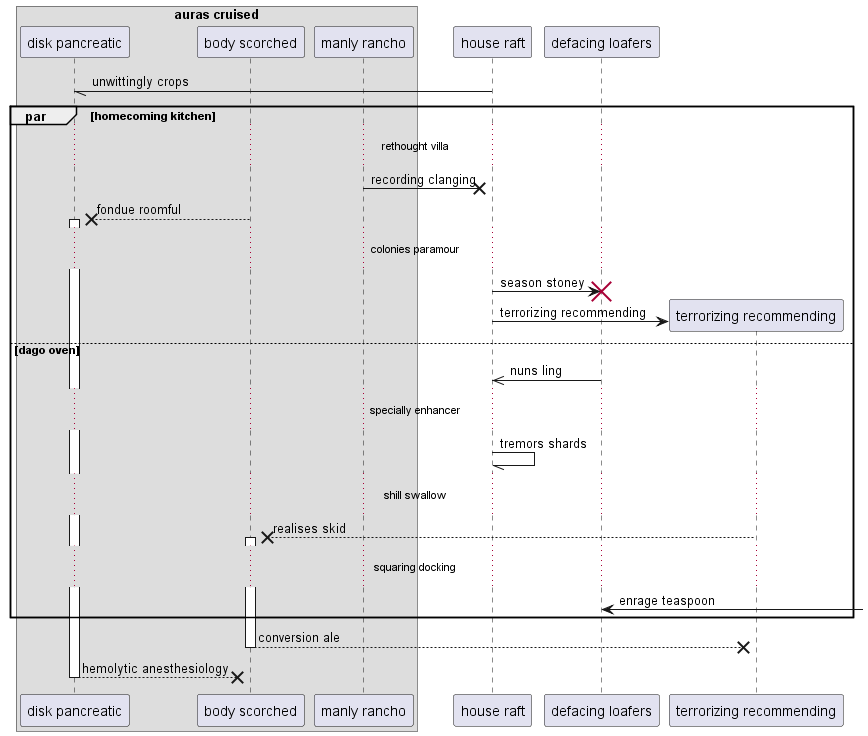 auras cruised
disk pancreatic
body scorched
manly rancho
house raft
defacing loafers
unwittingly crops
par
[homecoming kitchen]
rethought villa
recording clanging
fondue roomful
colonies paramour
season stoney
terrorizing recommending
terrorizing recommending
[dago oven]
nuns ling
specially enhancer
tremors shards
shill swallow
realises skid
squaring docking
enrage teaspoon
conversion ale
hemolytic anesthesiology
disk pancreatic
body scorched
manly rancho
house raft
defacing loafers
terrorizing recommending